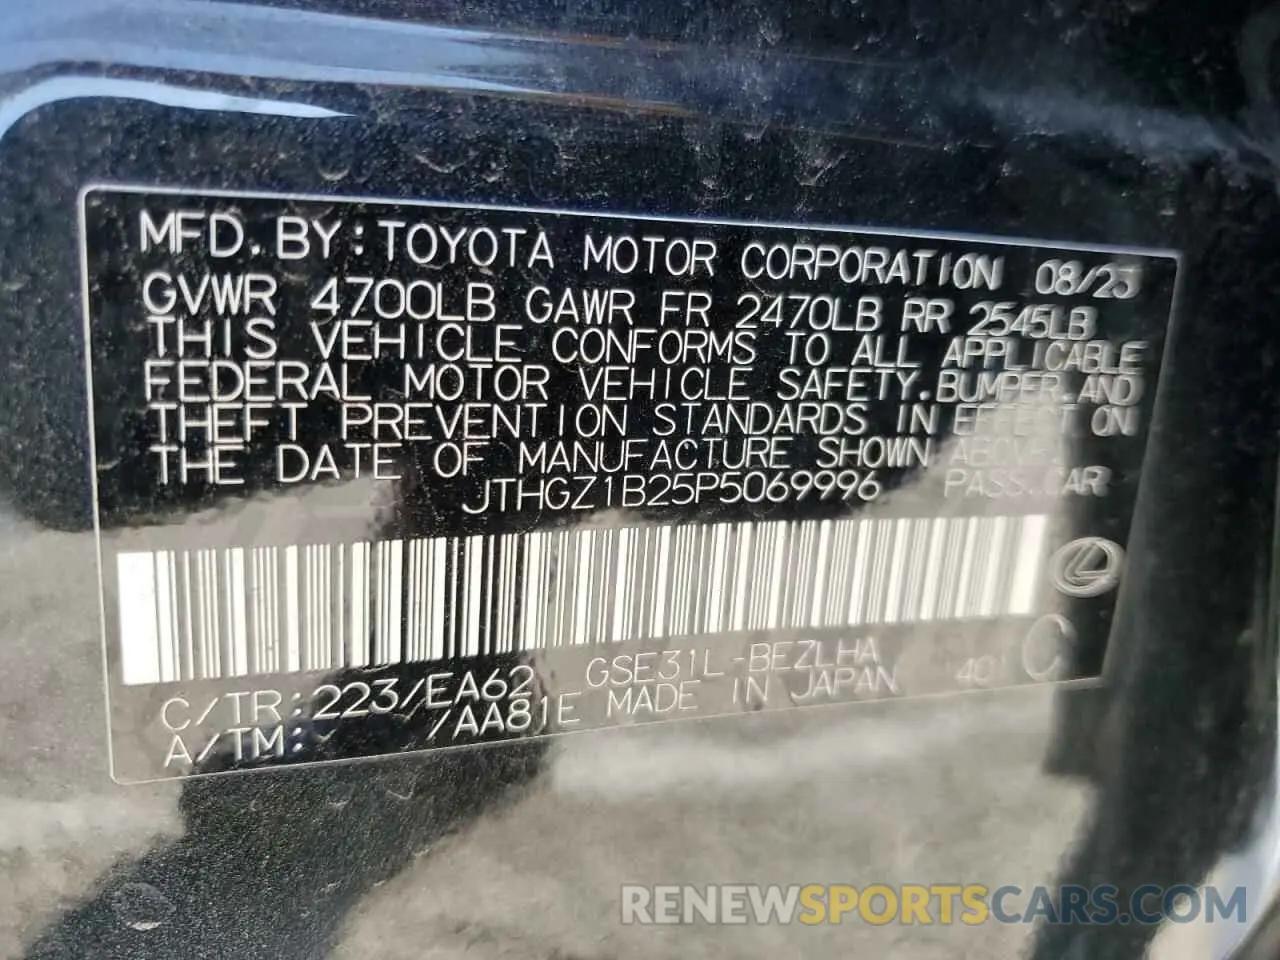 MFD. BY: TOYOTA MOTOR CORPORATION 08/23
GVWR 4700LB GAWR FR 2470LB RR 2545LB
THIS VEHICLE CONFORMS TO ALL APPLICABLE
FEDERAL MOTOR VEHICLE SAFETY, BUMPER, AND
THEFT PREVENTION STANDARDS IN EFFECT ON
THE DATE OF MANUFACTURE SHOWN ABOVE.
JTHGZ1B25P5069996 PASS. CAR
C/TR: 223/EA62 GSE31L-BEZLHA
A/TM: /AA81E MADE IN JAPAN 401 C
RENEWSPORTSCARS.COM